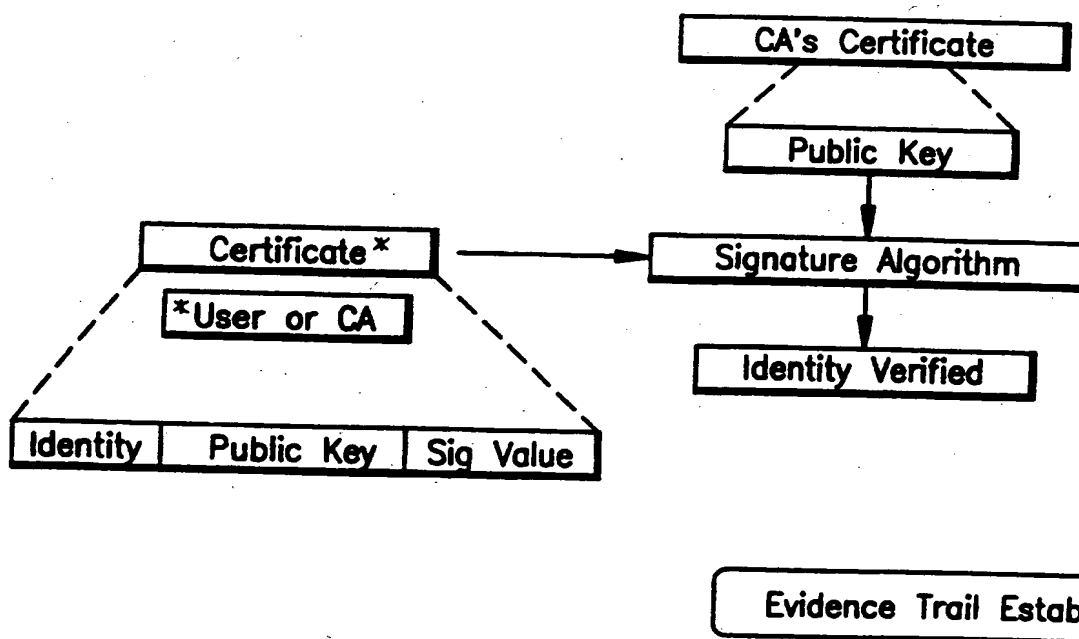 CA's Certificate
Public Key
Certificate*
Signature Algorithm
*User or CA
Identity Verified
Identity Public Key Sig Value
Evidence Trail